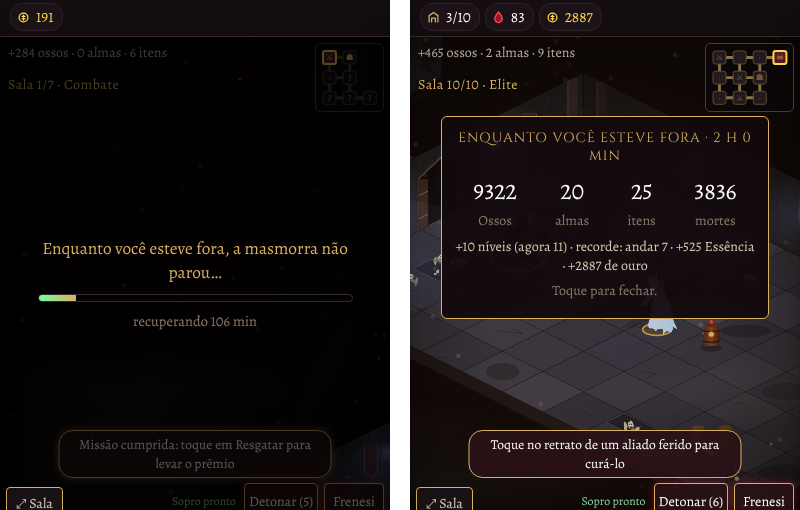 191
+284 ossos · 0 almas · 6 itens
Sala 1/7 · Combate
Enquanto você esteve fora, a masmorra não
parou...
recuperando 106 min
Missão cumprida: toque em Resgatar para
levar o prêmio
Sala
Sopro pronto
Detonar (5)
Frenesi
3/10
83
2887
+465 ossos · 2 almas · 9 itens
Sala 10/10 · Elite
ENQUANTO VOCÊ ESTEVE FORA · 2 H 0
MIN
9322 20 25 3836
Ossos almas itens mortes
+10 níveis (agora 11) · recorde: andar 7 · +525 Essência
· +2887 de ouro
Toque para fechar.
Toque no retrato de um aliado ferido para
curá-lo
Sala
Sopro pronto
Detonar (6)
Frenesi